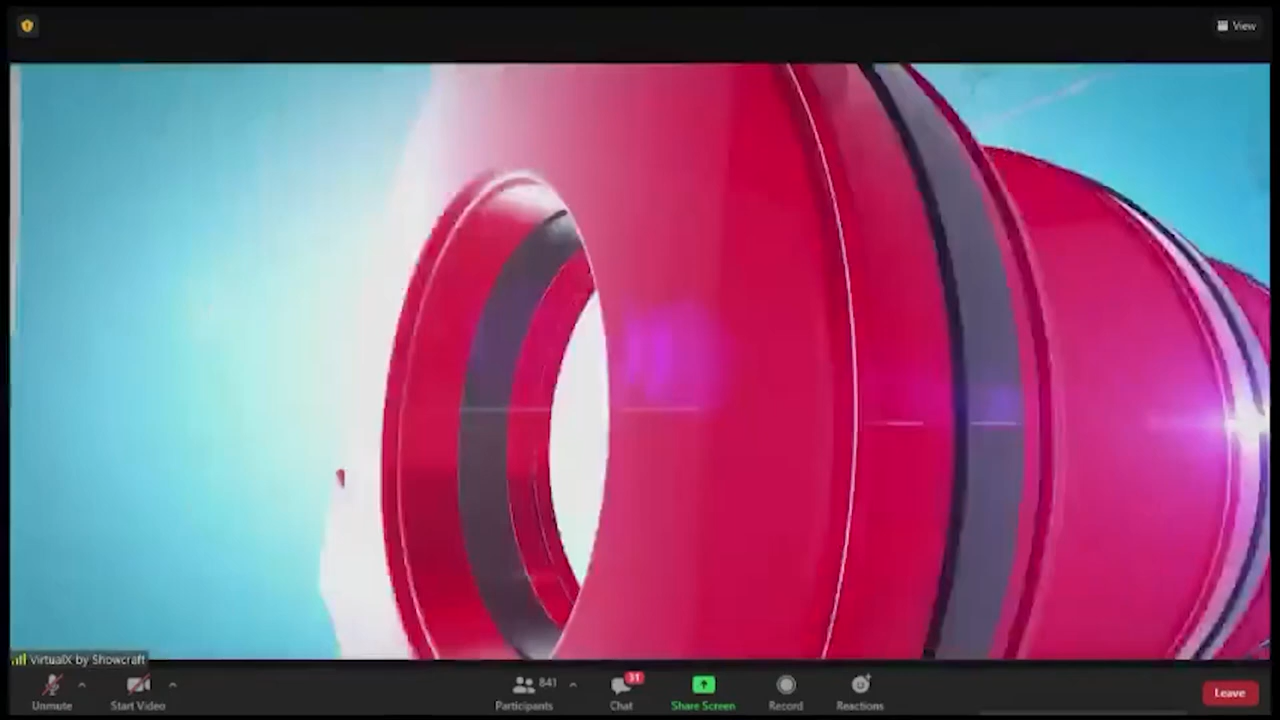 View
VirtualX by Showcraft
Unmute
Start Video
841
Participants
31
Chat
Share Screen
Record
Reactions
Leave